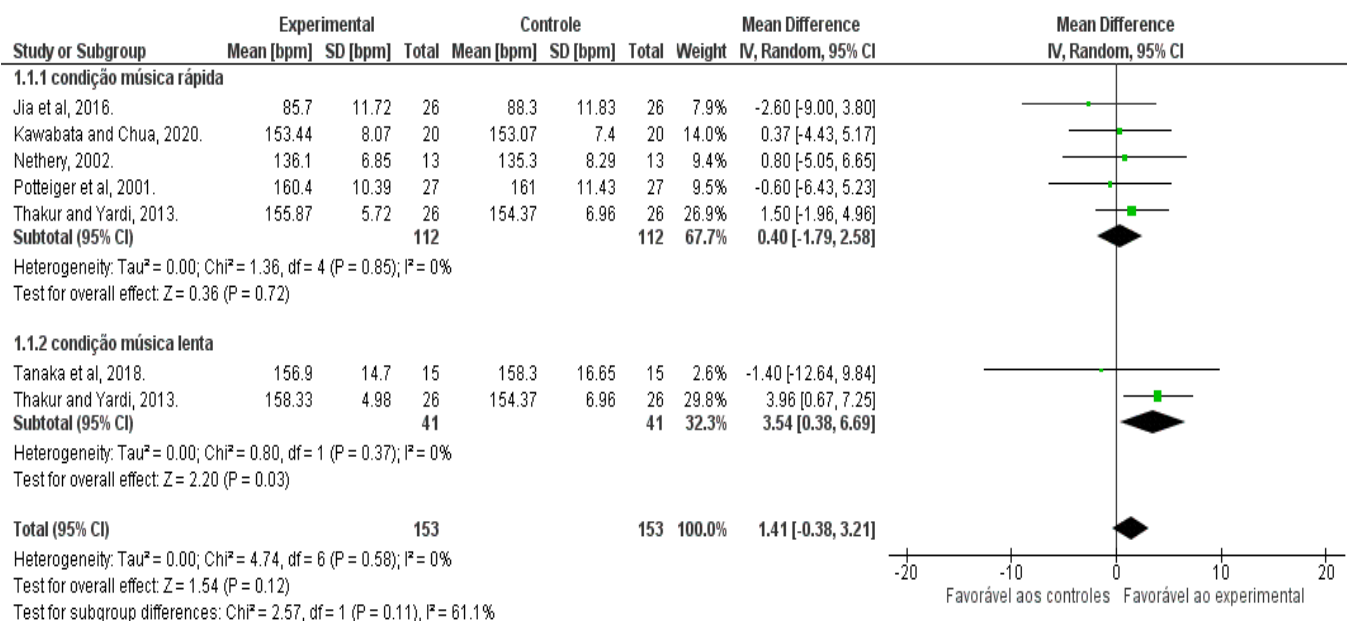 Experimental Controle Mean Difference Mean Difference
Study or Subgroup Mean [bpm] SD [bpm] Total Mean [bpm] SD [bpm] Total Weight IV, Random, 95% CI IV, Random, 95% CI
1.1.1 condição música rápida
Jia et al, 2016. 85.7 11.72 26 88.3 11.83 26 7.9% -2.60 [-9.00, 3.80]
Kawabata and Chua, 2020. 153.44 8.07 20 153.07 7.4 20 14.0% 0.37 [-4.43, 5.17]
Nethery, 2002. 136.1 6.85 13 135.3 8.29 13 9.4% 0.80 [-5.05, 6.65]
Potteiger et al, 2001. 160.4 10.39 27 161 11.43 27 9.5% -0.60 [-6.43, 5.23]
Thakur and Yardi, 2013. 155.87 5.72 26 154.37 6.96 26 26.9% 1.50 [-1.96, 4.96]
Subtotal (95% CI) 112 112 67.7% 0.40 [-1.79, 2.58]
Heterogeneity: Tau² = 0.00; Chi² = 1.36, df = 4 (P = 0.85); I² = 0%
Test for overall effect: Z = 0.36 (P = 0.72)
1.1.2 condição música lenta
Tanaka et al, 2018. 156.9 14.7 15 158.3 16.65 15 2.6% -1.40 [-12.64, 9.84]
Thakur and Yardi, 2013. 158.33 4.98 26 154.37 6.96 26 29.8% 3.96 [0.67, 7.25]
Subtotal (95% CI) 41 41 32.3% 3.54 [0.38, 6.69]
Heterogeneity: Tau² = 0.00; Chi² = 0.80, df = 1 (P = 0.37); I² = 0%
Test for overall effect: Z = 2.20 (P = 0.03)
Total (95% CI) 153 153 100.0% 1.41 [-0.38, 3.21]
Heterogeneity: Tau² = 0.00; Chi² = 4.74, df = 6 (P = 0.58); I² = 0%
Test for overall effect: Z = 1.54 (P = 0.12)
Test for subgroup differences: Chi² = 2.57, df = 1 (P = 0.11), I² = 61.1%
-20 -10 0 10 20
Favorável aos controles Favorável ao experimental